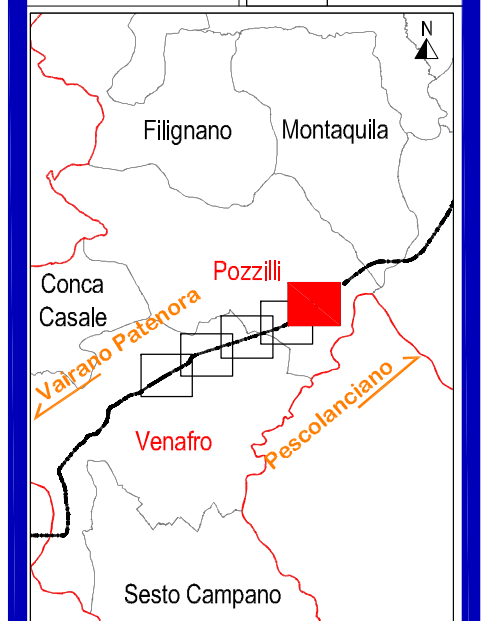 N
Filignano
Montaquila
Pozzilli
Conca
Casale
Vairano Patenora
Pescolanciano
Venafro
Sesto Campano